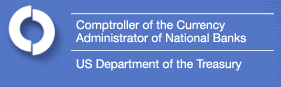 Comptroller of the Currency
Administrator of National Banks
US Department of the Treasury